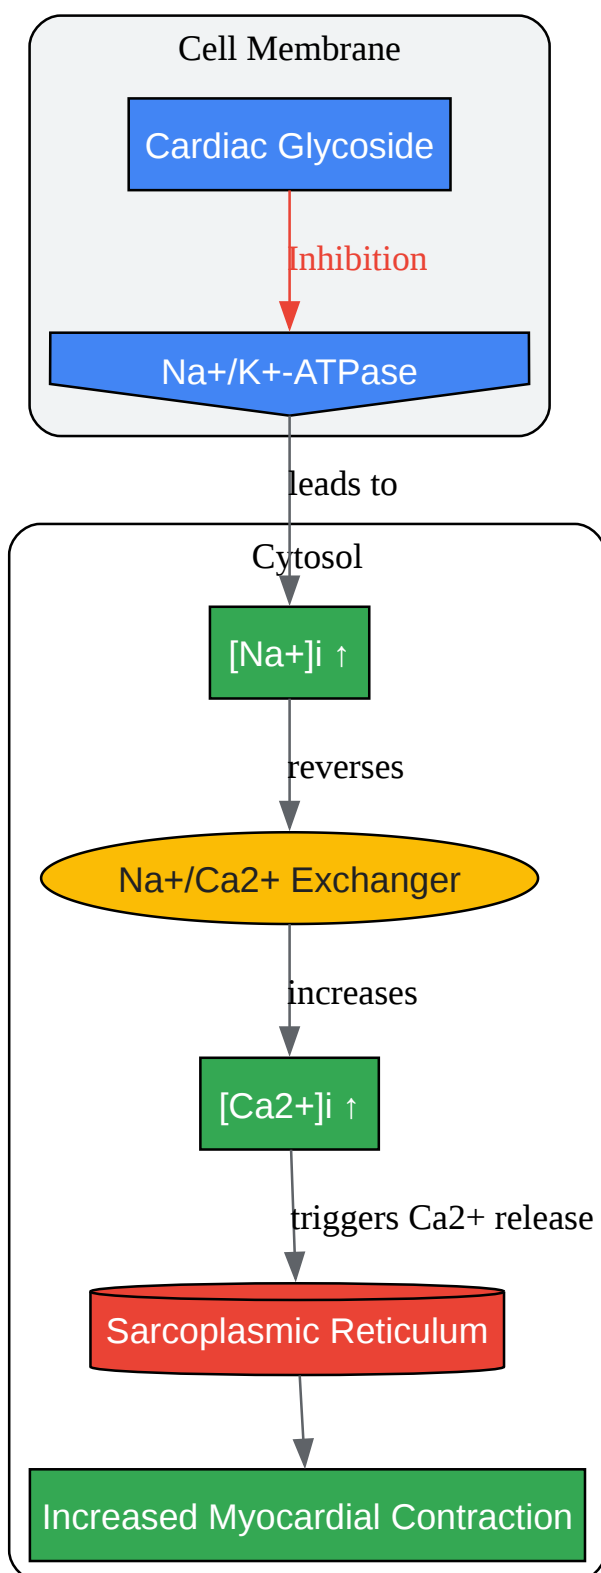 Cell Membrane
Cardiac Glycoside
Inhibition
Na+/K+-ATPase
leads to
Cytosol
[Na+]i ↑
reverses
Na+/Ca2+ Exchanger
increases
[Ca2+]i ↑
triggers Ca2+ release
Sarcoplasmic Reticulum
Increased Myocardial Contraction